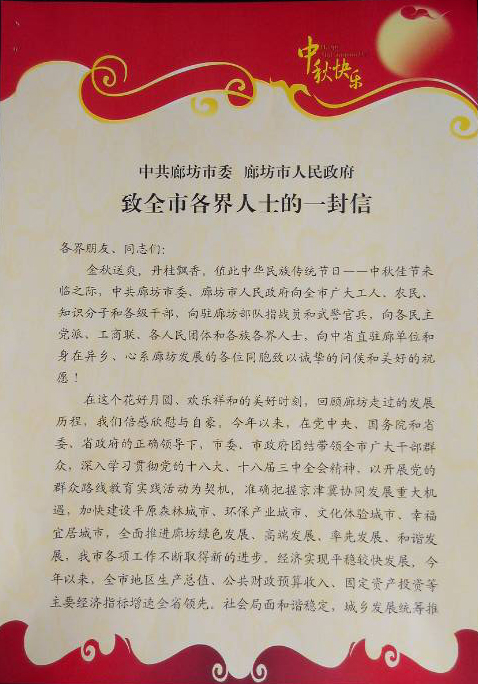 中秋快乐
中共廊坊市委 廊坊市人民政府
致全市各界人士的一封信
各界朋友、同志们：
金秋送爽，丹桂飘香，值此中华民族传统节日——中秋佳节来
临之际，中共廊坊市委、廊坊市人民政府向全市广大工人、农民、
知识分子和各级干部，向驻廊坊部队指战员和武警官兵，向各民主
党派、工商联、各人民团体和各族各界人士，向中省直驻廊单位和
身在异乡、心系廊坊发展的各位同胞致以诚挚的问候和美好的祝
愿！
在这个花好月圆、欢乐祥和的美好时刻，回顾廊坊走过的发展
历程，我们倍感欣慰与自豪。今年以来，在党中央、国务院和省
委、省政府的正确领导下，市委、市政府团结带领全市广大干部群
众，深入学习贯彻党的十八大、十八届三中全会精神，以开展党的
群众路线教育实践活动为契机，准确把握京津冀协同发展重大机
遇，加快建设平原森林城市、环保产业城市、文化体验城市、幸福
宜居城市，全面推进廊坊绿色发展、高端发展、率先发展、和谐发
展，我市各项工作不断取得新的进步。经济实现平稳较快发展，今
年以来，全市地区生产总值、公共财政预算收入、固定资产投资等
主要经济指标增速全省领先。社会局面和谐稳定，城乡发展统筹推